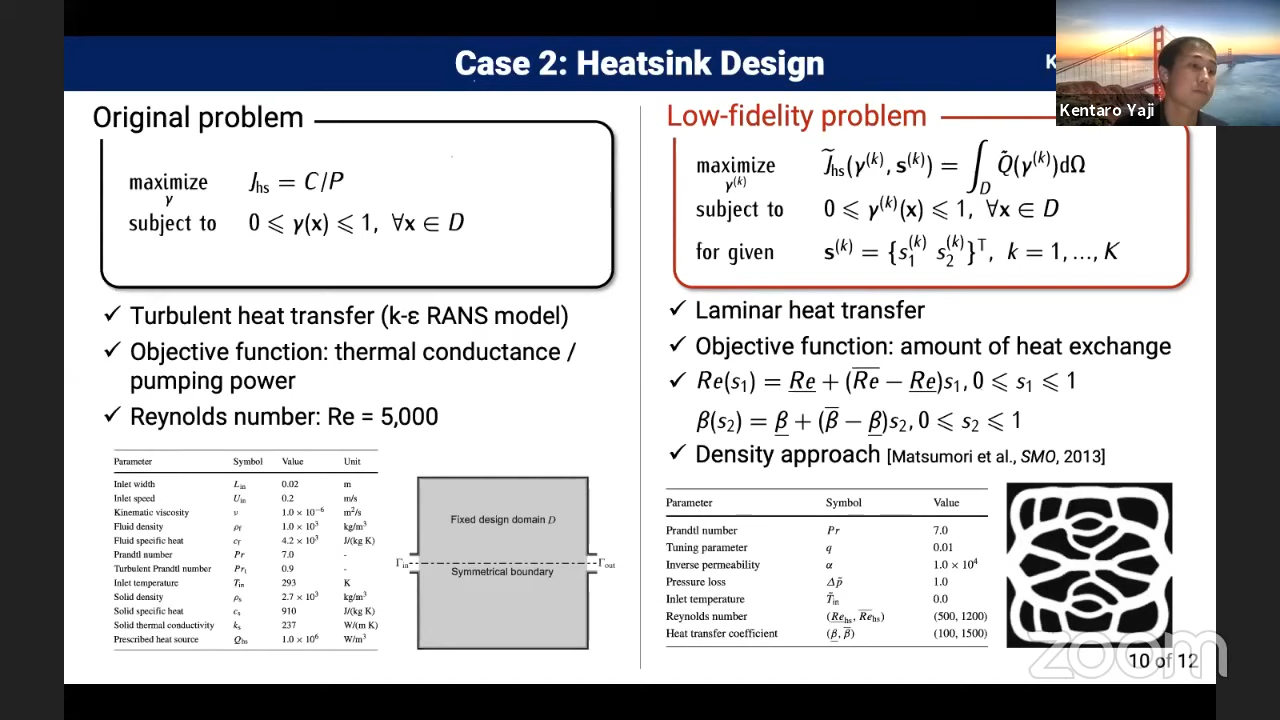 Case 2: Heatsink Design
K
Kentaro Yaji
Original problem
maximize J_hs = C/P
γ
subject to 0 ⩽ γ(x) ⩽ 1, ∀x ∈ D
✓ Turbulent heat transfer (k-ε RANS model)
✓ Objective function: thermal conductance /
pumping power
✓ Reynolds number: Re = 5,000
Parameter Symbol Value Unit
Inlet width L_in 0.02 m
Inlet speed U_in 0.2 m/s
Kinematic viscosity ν 1.0 × 10⁻⁶ m²/s
Fluid density ρ_f 1.0 × 10³ kg/m³
Fluid specific heat c_f 4.2 × 10³ J/(kg K)
Prandtl number Pr 7.0 -
Turbulent Prandtl number Pr_t 0.9 -
Inlet temperature T_in 293 K
Solid density ρ_s 2.7 × 10³ kg/m³
Solid specific heat c_s 910 J/(kg K)
Solid thermal conductivity k_s 237 W/(m K)
Prescribed heat source Q_hs 1.0 × 10⁶ W/m³
Fixed design domain D
Γ_in Γ_out
Symmetrical boundary
Low-fidelity problem
maximize J̃_hs(γ^(k), s^(k)) = ∫_D Q̃(γ^(k))dΩ
γ^(k)
subject to 0 ⩽ γ^(k)(x) ⩽ 1, ∀x ∈ D
for given s^(k) = {s_1^(k) s_2^(k)}^T, k = 1, ..., K
✓ Laminar heat transfer
✓ Objective function: amount of heat exchange
✓ Re(s_1) = R̲e̲ + (R̅e̅ − R̲e̲)s_1, 0 ⩽ s_1 ⩽ 1
β(s_2) = β̲ + (β̅ − β̲)s_2, 0 ⩽ s_2 ⩽ 1
✓ Density approach [Matsumori et al., SMO, 2013]
Parameter Symbol Value
Prandtl number Pr 7.0
Tuning parameter q 0.01
Inverse permeability α 1.0 × 10⁴
Pressure loss Δp̃ 1.0
Inlet temperature T̃_in 0.0
Reynolds number (R̲e̲_hs, R̅e̅_hs) (500, 1200)
Heat transfer coefficient (β̲, β̅) (100, 1500)
10 of 12
zoom